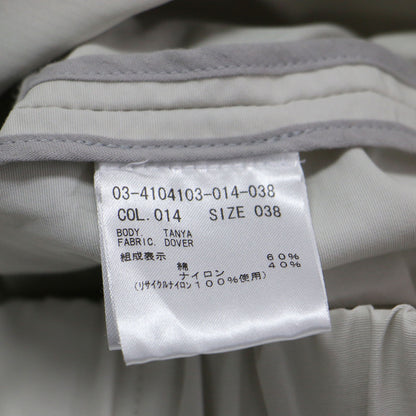 03-4104103-014-038
COL.014 SIZE 038
BODY. TANYA
FABRIC. DOVER
組成表示
綿 60%
ナイロン 40%
(リサイクルナイロン100%使用)